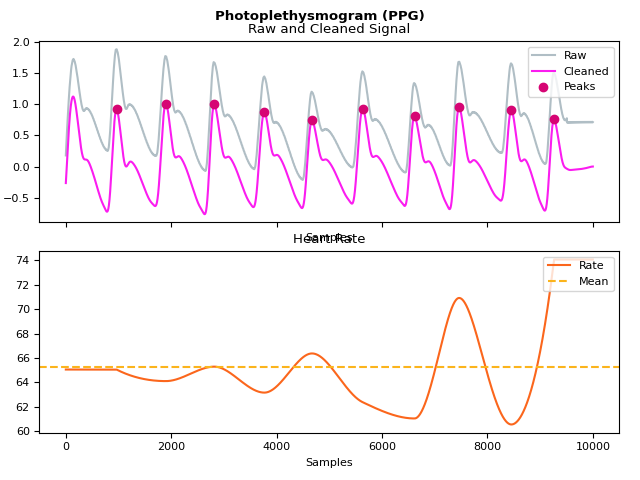 Photoplethysmogram (PPG)
Raw and Cleaned Signal
2.0
1.5
1.0
0.5
0.0
−0.5
Raw
Cleaned
Peaks
Samples
Heart Rate
74
72
70
68
66
64
62
60
Rate
Mean
0 2000 4000 6000 8000 10000
Samples